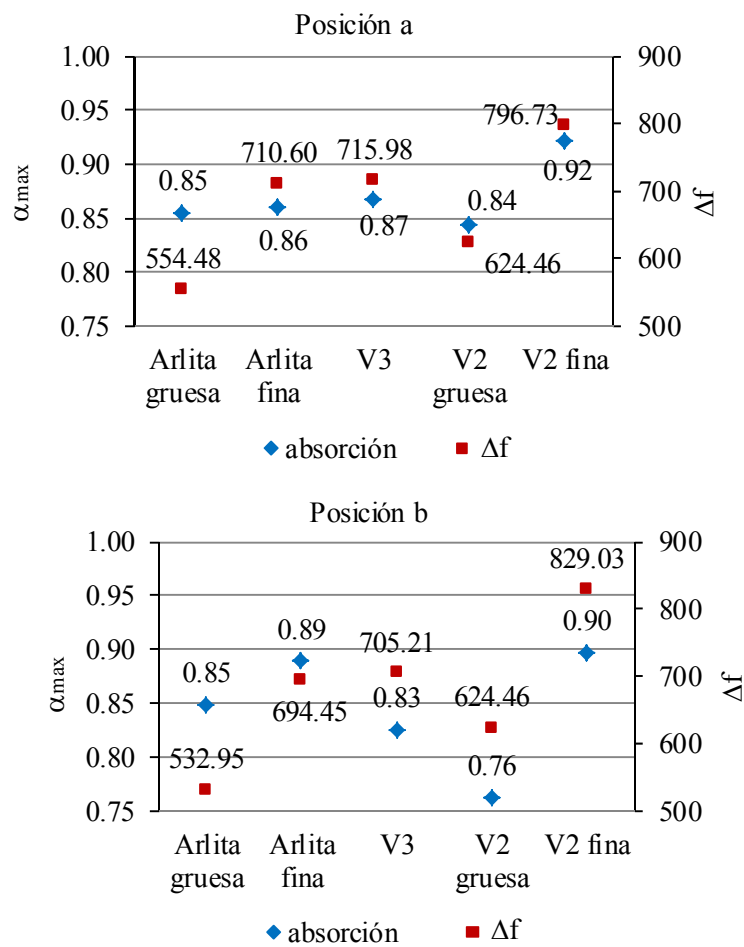 Posición a
1.00
0.95
0.90
0.85
0.80
0.75
αmax
900
800
700
600
500
Δf
0.85
554.48
710.60
0.86
715.98
0.87
0.84
624.46
796.73
0.92
Arlita gruesa
Arlita fina
V3
V2 gruesa
V2 fina
absorción
Δf
Posición b
1.00
0.95
0.90
0.85
0.80
0.75
αmax
900
800
700
600
500
Δf
0.85
532.95
0.89
694.45
705.21
0.83
624.46
0.76
829.03
0.90
Arlita gruesa
Arlita fina
V3
V2 gruesa
V2 fina
absorción
Δf